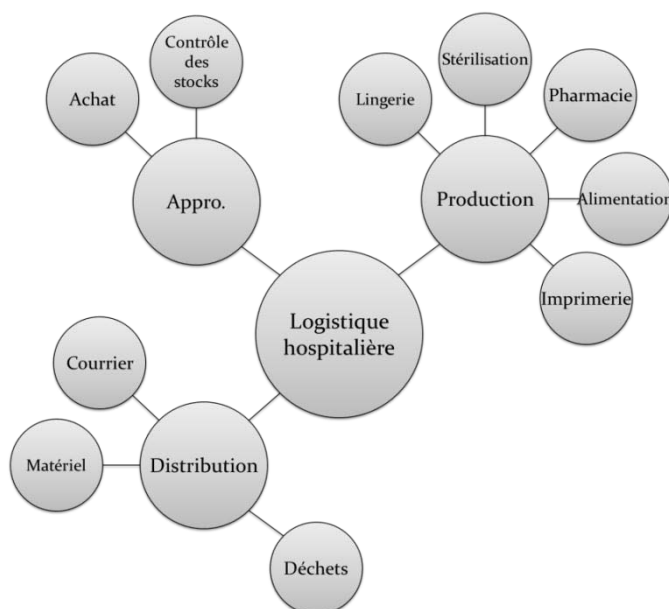 Contrôle
des
stocks
Achat
Appro.
Lingerie
Stérilisation
Pharmacie
Production
Alimentation
Imprimerie
Logistique
hospitalière
Courrier
Matériel
Distribution
Déchets